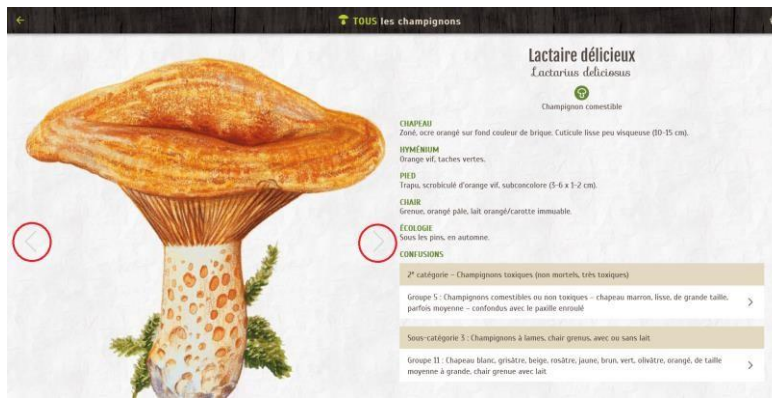 TOUS les champignons
Lactaire délicieux
Lactarius deliciosus
Champignon comestible
CHAPEAU
Zoné, ocre orangé sur fond couleur de brique. Cuticule lisse peu visqueuse (10-15 cm).
HYMÉNIUM
Orange vif, taches vertes.
PIED
Trapu, scrobiculé d'orange vif, subconcolore (3-6 x 1-2 cm).
CHAIR
Grenue, orangé pâle, lait orangé/carotte immuable.
ÉCOLOGIE
Sous les pins, en automne.
CONFUSIONS
2e catégorie – Champignons toxiques (non mortels, très toxiques)
Groupe 5 : Champignons comestibles ou non toxiques – chapeau marron, lisse, de grande taille,
parfois moyenne – confondus avec le paxille enroulé
Sous-catégorie 3 : Champignons à lames, chair grenue, avec ou sans lait
Groupe 11 : Chapeau blanc, grisâtre, beige, rosâtre, jaune, brun, vert, olivâtre, orangé, de taille
moyenne à grande, chair grenue avec lait